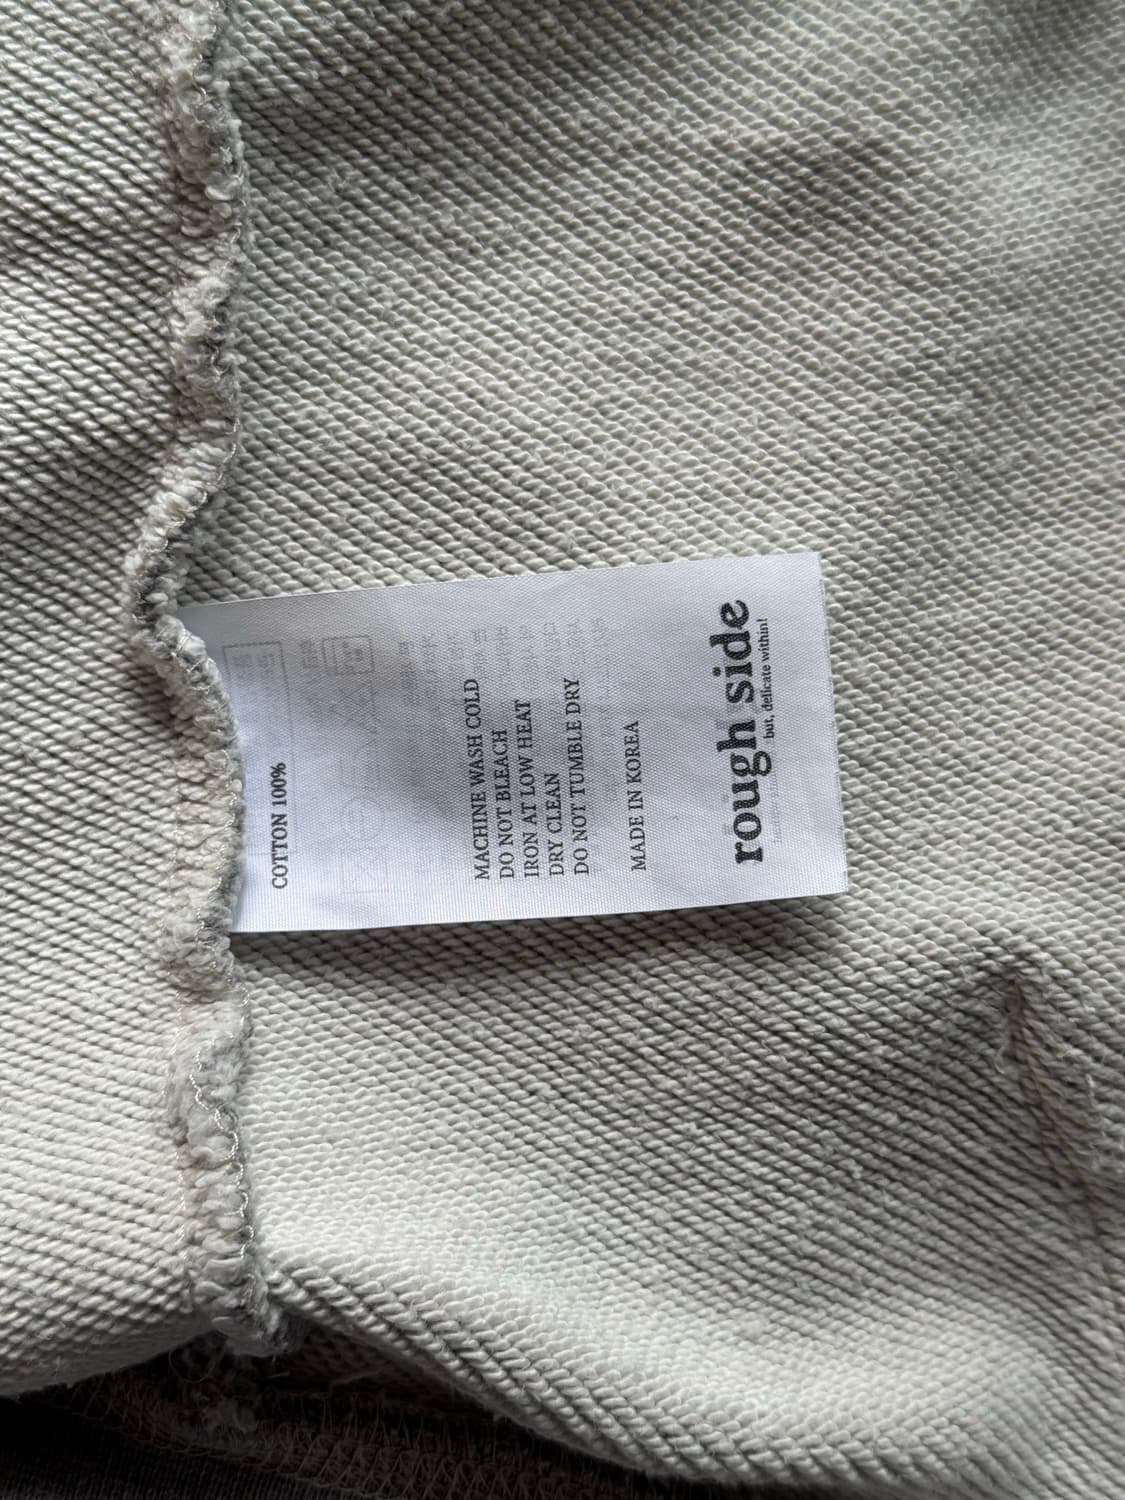 COTTON 100%
MACHINE WASH COLD
DO NOT BLEACH
IRON AT LOW HEAT
DRY CLEAN
DO NOT TUMBLE DRY
MADE IN KOREA
rough side
but, delicate within!